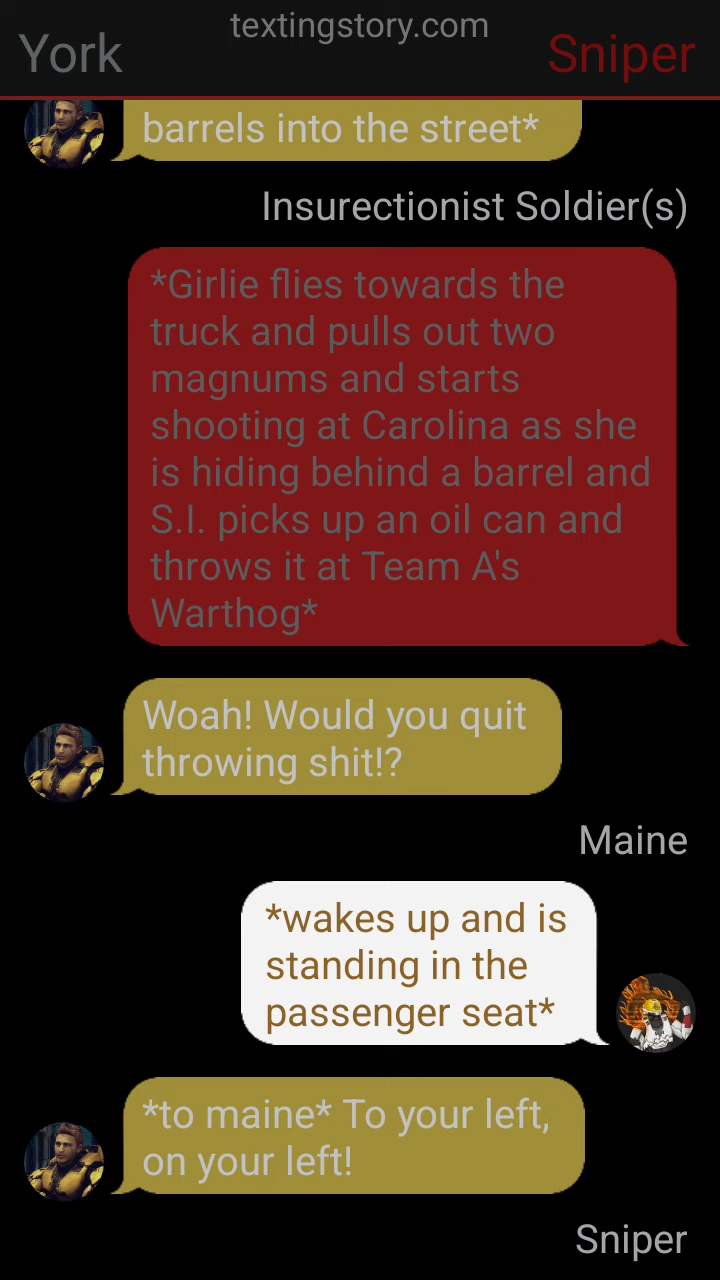 textingstory.com
York
Sniper
barrels into the street*
Insurectionist Soldier(s)
*Girlie flies towards the
truck and pulls out two
magnums and starts
shooting at Carolina as she
is hiding behind a barrel and
S.I. picks up an oil can and
throws it at Team A's
Warthog*
Woah! Would you quit
throwing shit!?
Maine
*wakes up and is
standing in the
passenger seat*
*to maine* To your left,
on your left!
Sniper